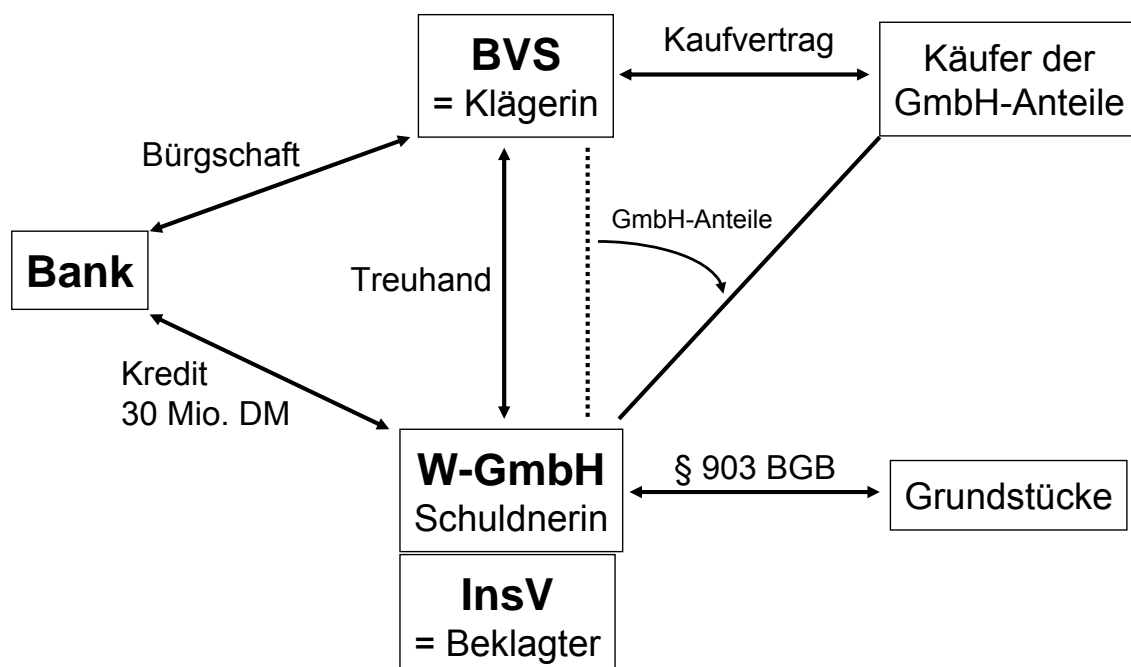 BVS
= Klägerin
Kaufvertrag
Käufer der
GmbH-Anteile
Bürgschaft
GmbH-Anteile
Bank
Treuhand
Kredit
30 Mio. DM
W-GmbH
Schuldnerin
§ 903 BGB
Grundstücke
InsV
= Beklagter